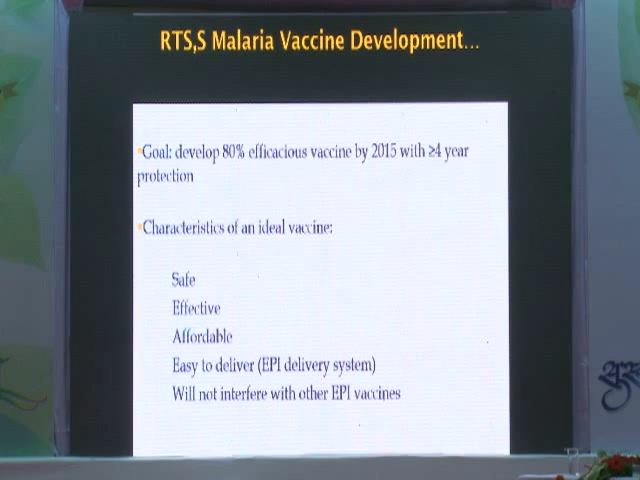 RTS,S Malaria Vaccine Development...
•Goal: develop 80% efficacious vaccine by 2015 with ≥4 year
protection
•Characteristics of an ideal vaccine:
Safe
Effective
Affordable
Easy to deliver (EPI delivery system)
Will not interfere with other EPI vaccines